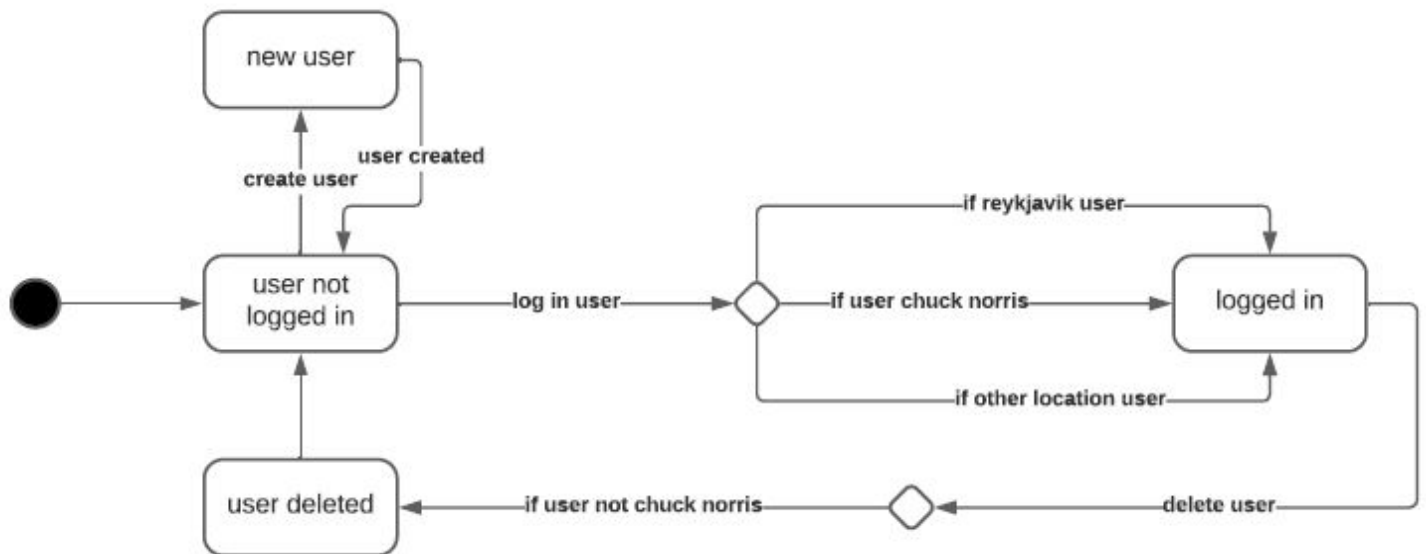 new user
user created
create user
if reykjavik user
user not
logged in
log in user
if user chuck norris
logged in
if other location user
user deleted
if user not chuck norris
delete user